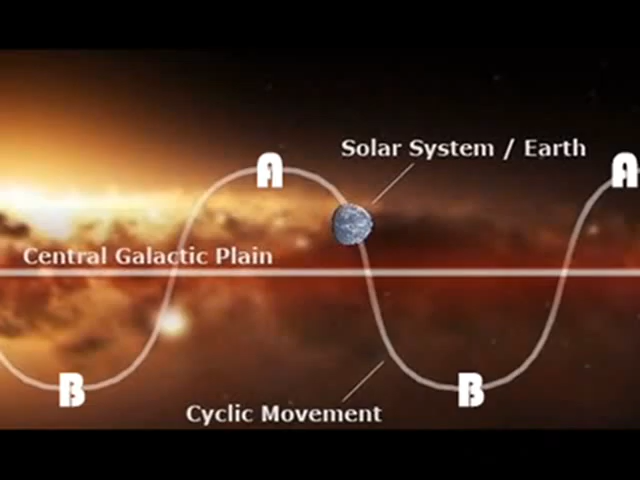 Solar System / Earth
A
A
Central Galactic Plain
B
B
Cyclic Movement